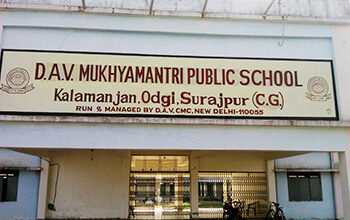 D.A.V. MUKHYAMANTRI PUBLIC SCHOOL
Kalamanjan, Odgi, Surajpur (C.G.)
RUN & MANAGED BY D.A.V. CMC, NEW DELHI-110055